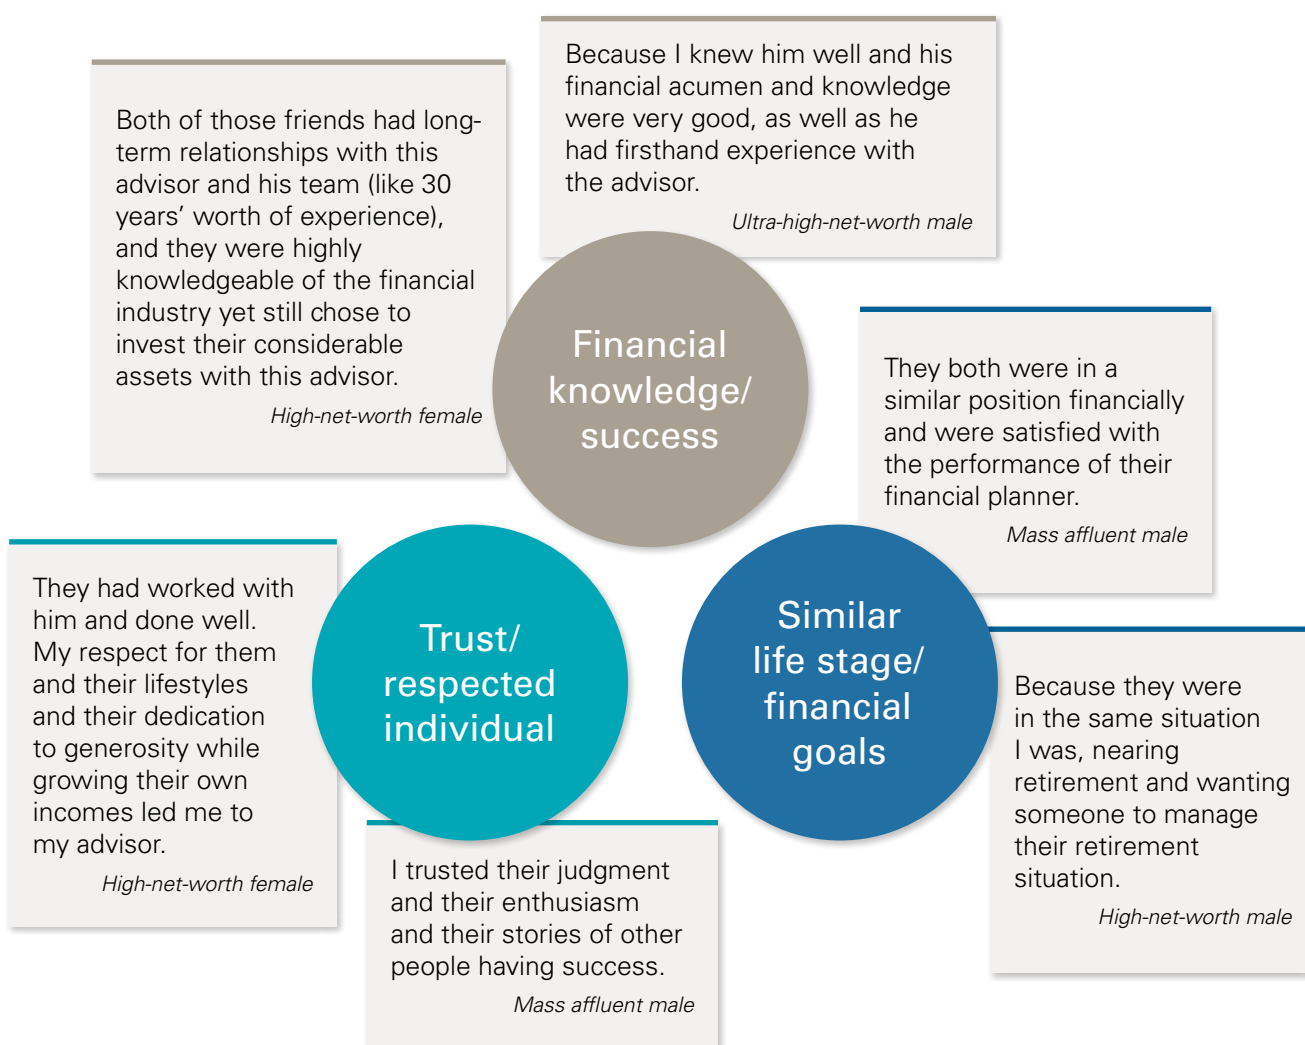 Both of those friends had long-
term relationships with this
advisor and his team (like 30
years’ worth of experience),
and they were highly
knowledgeable of the financial
industry yet still chose to
invest their considerable
assets with this advisor.
High-net-worth female
Because I knew him well and his
financial acumen and knowledge
were very good, as well as he
had firsthand experience with
the advisor.
Ultra-high-net-worth male
Financial
knowledge/
success
They both were in a
similar position financially
and were satisfied with
the performance of their
financial planner.
Mass affluent male
They had worked with
him and done well.
My respect for them
and their lifestyles
and their dedication
to generosity while
growing their own
incomes led me to
my advisor.
High-net-worth female
Trust/
respected
individual
Similar
life stage/
financial
goals
Because they were
in the same situation
I was, nearing
retirement and wanting
someone to manage
their retirement
situation.
High-net-worth male
I trusted their judgment
and their enthusiasm
and their stories of other
people having success.
Mass affluent male